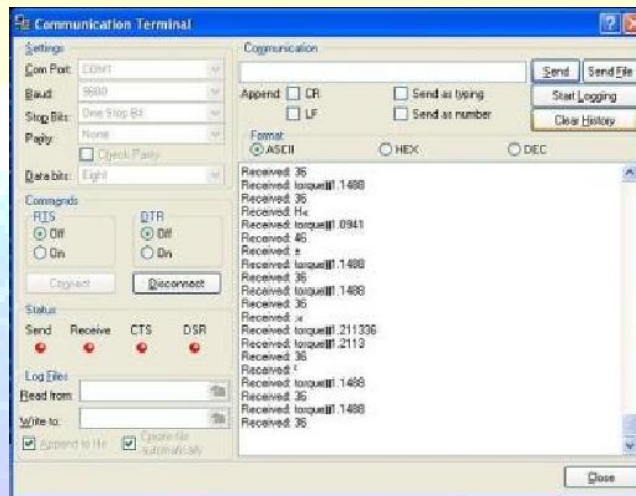 Communication Terminal
Settings
Com Port: COM1
Baud: 9600
Stop Bits: One Stop Bit
Parity: None
Check Parity
Data bits: Eight
Commands
RTS
Off
On
DTR
Off
On
Connect
Disconnect
Status
Send Receive CTS DSR
Log Files
Read from:
Write to:
Append to file
Create file automatically
Communication
Send
Send File
Append: CR
LF
Send as typing
Send as number
Start Logging
Clear History
Format
ASCII HEX DEC
Received: 36
Received: torque 1.1488
Received: 36
Received: H«
Received: torque 1.0941
Received: 46
Received: ±
Received: torque 1.1488
Received: 36
Received: torque 1.1488
Received: 36
Received:
Received: torque 1.211336
Received: torque 1.2113
Received: 36
Received:
Received: torque 1.1488
Received: 36
Received: torque 1.1488
Received: 36
Close